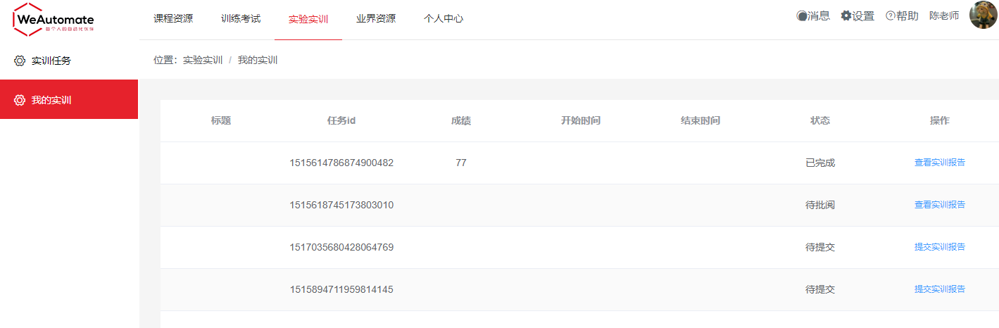 WeAutomate
每个人的自动化伙伴
课程资源 训练考试 实验实训 业界资源 个人中心
消息 设置 帮助 陈老师
实训任务
我的实训
位置：实验实训 / 我的实训
标题 任务id 成绩 开始时间 结束时间 状态 操作
1515614786874900482 77 已完成 查看实训报告
1515618745173803010 待批阅 查看实训报告
1517035680428064769 待提交 提交实训报告
1515894711959814145 待提交 提交实训报告